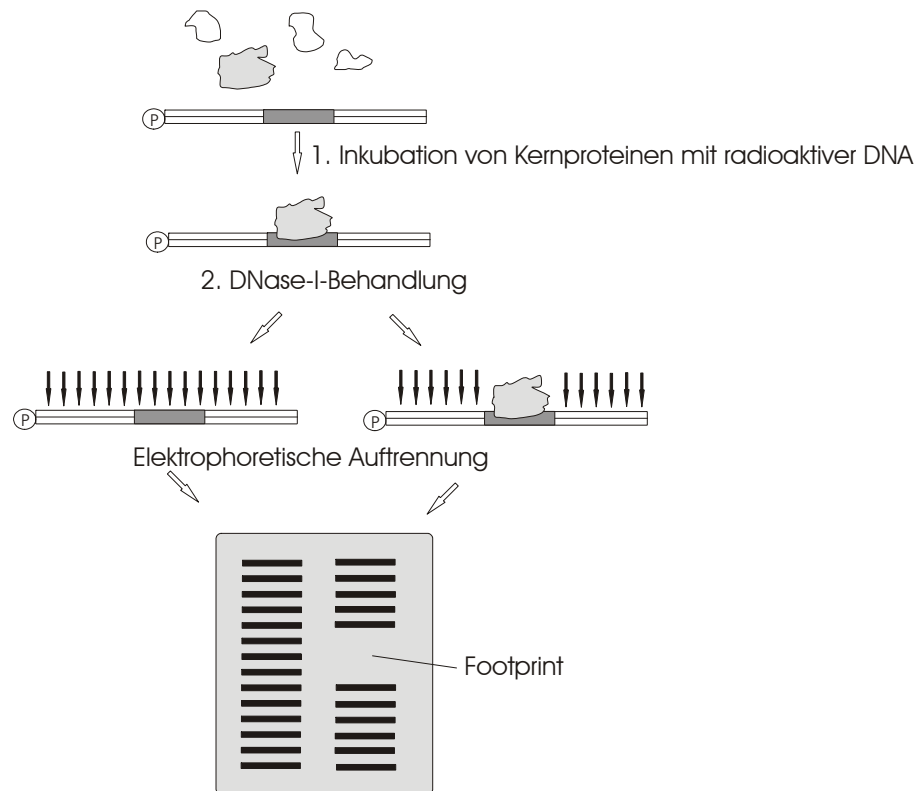 P
1. Inkubation von Kernproteinen mit radioaktiver DNA
P
2. DNase-I-Behandlung
P
P
Elektrophoretische Auftrennung
Footprint